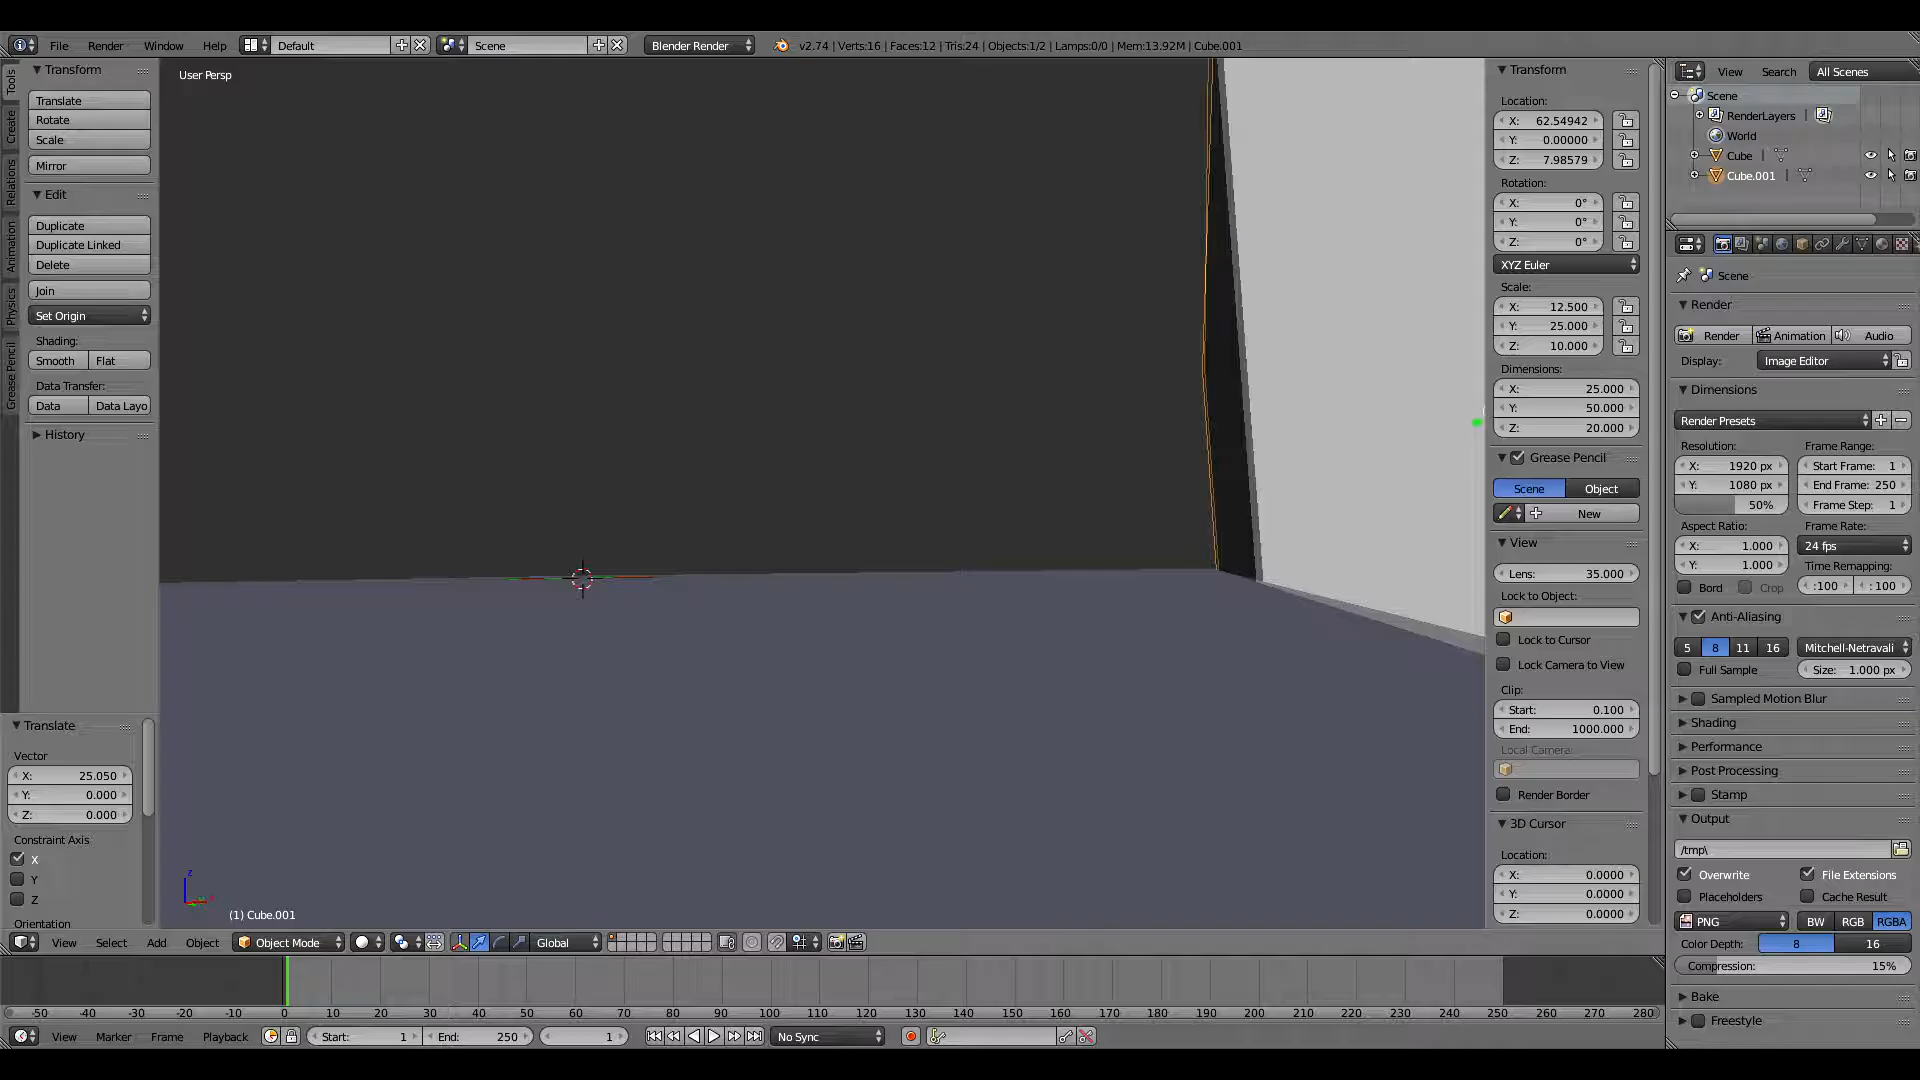 File Render Window Help Default Scene Blender Render v2.74 | Verts:16 | Faces:12 | Tris:24 | Objects:1/2 | Lamps:0/0 | Mem:13.92M | Cube.001
Tools
Create
Relations
Animation
Physics
Grease Pencil
Transform
Translate
Rotate
Scale
Mirror
Edit
Duplicate
Duplicate Linked
Delete
Join
Set Origin
Shading:
Smooth Flat
Data Transfer:
Data Data Layo
History
Translate
Vector
X: 25.050
Y: 0.000
Z: 0.000
Constraint Axis
X
Y
Z
Orientation
User Persp
z
(1) Cube.001
Transform
Location:
X: 62.54942
Y: 0.00000
Z: 7.98579
Rotation:
X: 0°
Y: 0°
Z: 0°
XYZ Euler
Scale:
X: 12.500
Y: 25.000
Z: 10.000
Dimensions:
X: 25.000
Y: 50.000
Z: 20.000
Grease Pencil
Scene Object
New
View
Lens: 35.000
Lock to Object:
Lock to Cursor
Lock Camera to View
Clip:
Start: 0.100
End: 1000.000
Local Camera:
Render Border
3D Cursor
Location:
X: 0.0000
Y: 0.0000
Z: 0.0000
View Search All Scenes
Scene
RenderLayers |
World
Cube |
Cube.001 |
Scene
Render
Render Animation Audio
Display: Image Editor
Dimensions
Render Presets
Resolution: Frame Range:
X: 1920 px Start Frame: 1
Y: 1080 px End Frame: 250
50% Frame Step: 1
Aspect Ratio: Frame Rate:
X: 1.000 24 fps
Y: 1.000 Time Remapping:
Bord Crop :100 : 100
Anti-Aliasing
5 8 11 16 Mitchell-Netravali
Full Sample Size: 1.000 px
Sampled Motion Blur
Shading
Performance
Post Processing
Stamp
Output
/tmp\
Overwrite File Extensions
Placeholders Cache Result
PNG BW RGB RGBA
Color Depth: 8 16
Compression: 15%
Bake
Freestyle
View Select Add Object Object Mode Global
-50 -40 -30 -20 -10 0 10 20 30 40 50 60 70 80 90 100 110 120 130 140 150 160 170 180 190 200 210 220 230 240 250 260 270 280
View Marker Frame Playback Start: 1 End: 250 1 No Sync